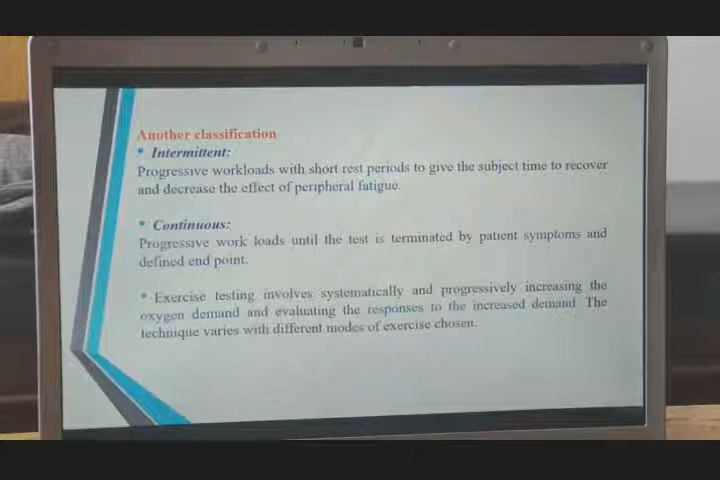 Another classification
* Intermittent:
Progressive workloads with short rest periods to give the subject time to recover
and decrease the effect of peripheral fatigue.
* Continuous:
Progressive work loads until the test is terminated by patient symptoms and
defined end point.
* Exercise testing involves systematically and progressively increasing the
oxygen demand and evaluating the responses to the increased demand. The
technique varies with different modes of exercise chosen.